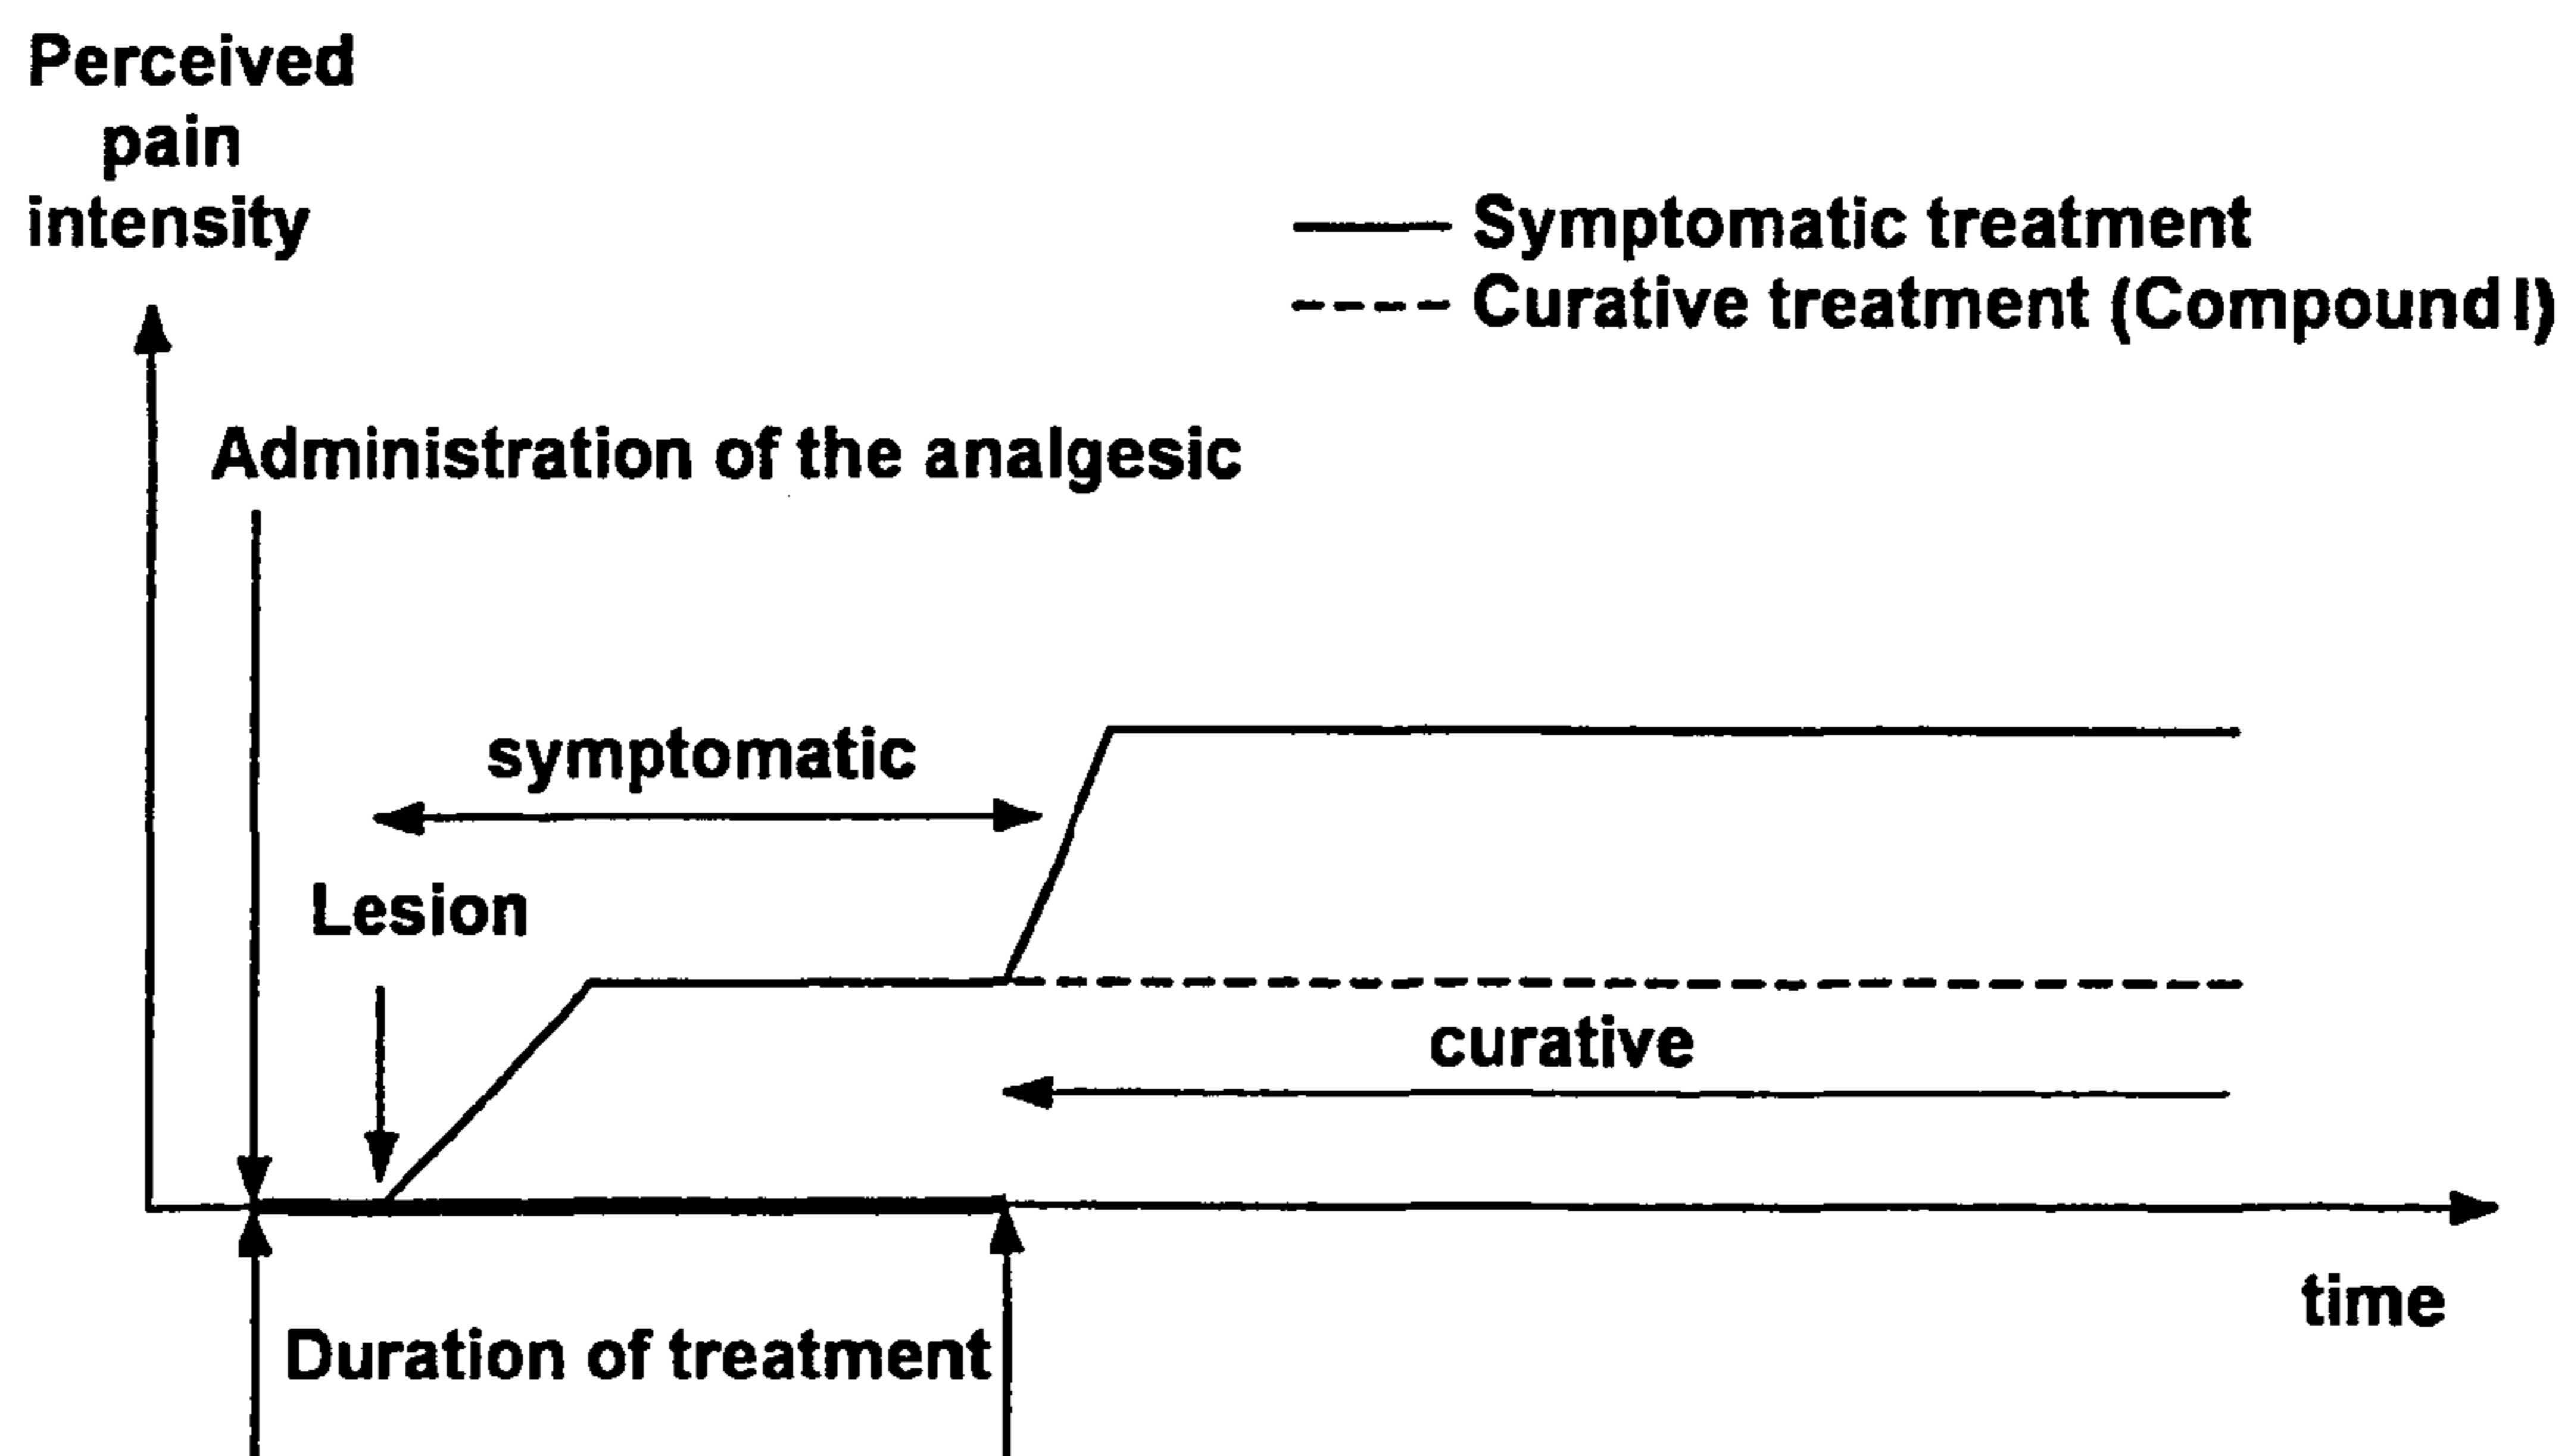 Perceived
pain
intensity
Symptomatic treatment
Curative treatment (Compound I)
Administration of the analgesic
symptomatic
Lesion
curative
time
Duration of treatment